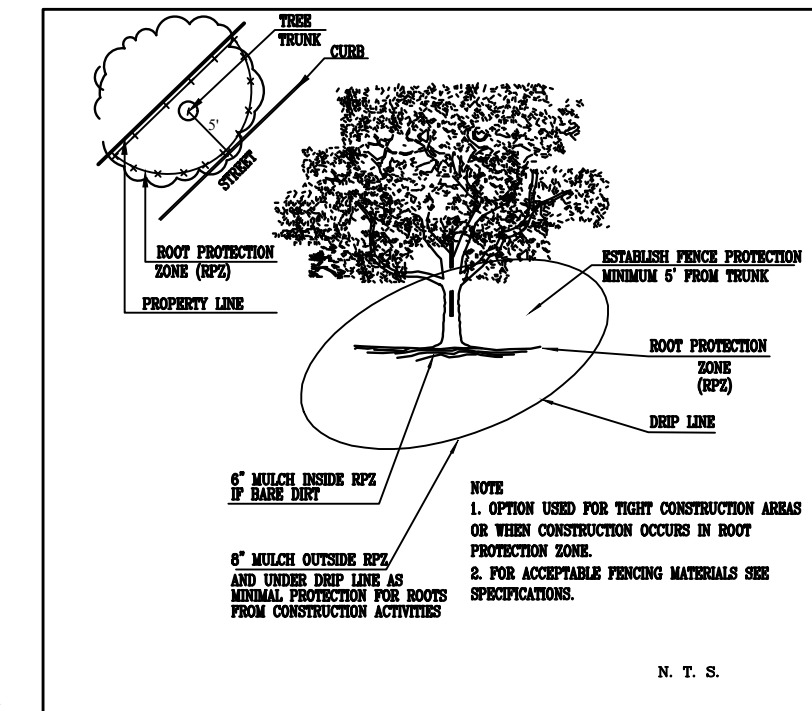 TREE
TRUNK
CURB
5'
STREET
ROOT PROTECTION
ZONE (RPZ)
PROPERTY LINE
ESTABLISH FENCE PROTECTION
MINIMUM 5' FROM TRUNK
ROOT PROTECTION
ZONE
(RPZ)
DRIP LINE
6" MULCH INSIDE RPZ
IF BARE DIRT
8" MULCH OUTSIDE RPZ
AND UNDER DRIP LINE AS
MINIMAL PROTECTION FOR ROOTS
FROM CONSTRUCTION ACTIVITIES
NOTE
1. OPTION USED FOR TIGHT CONSTRUCTION AREAS
OR WHEN CONSTRUCTION OCCURS IN ROOT
PROTECTION ZONE.
2. FOR ACCEPTABLE FENCING MATERIALS SEE
SPECIFICATIONS.
N. T. S.